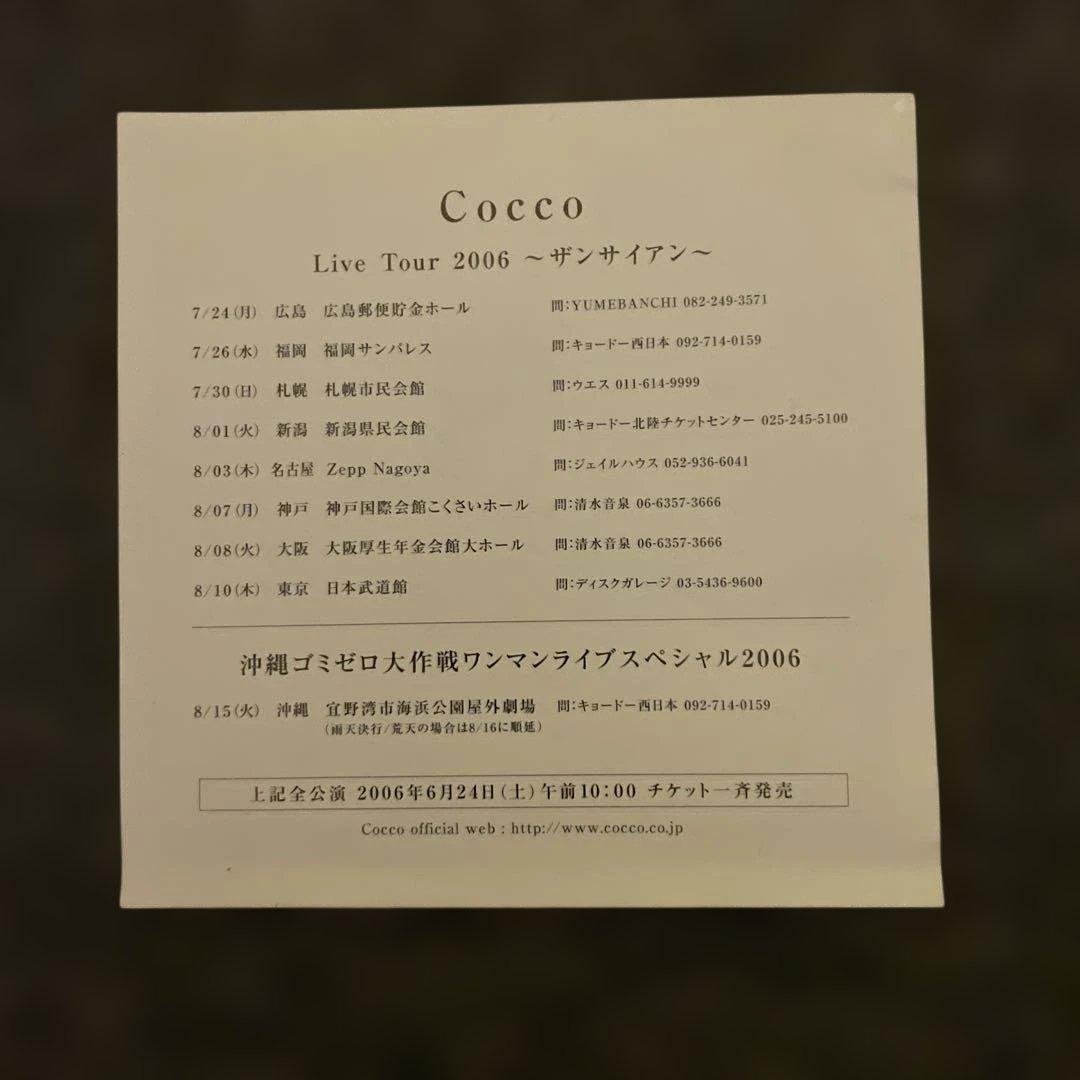 Cocco
Live Tour 2006 〜ザンサイアン〜
7/24(月) 広島 広島郵便貯金ホール 問:YUMEBANCHI 082-249-3571
7/26(水) 福岡 福岡サンパレス 問:キョードー西日本 092-714-0159
7/30(日) 札幌 札幌市民会館 問:ウエス 011-614-9999
8/01(火) 新潟 新潟県民会館 問:キョードー北陸チケットセンター 025-245-5100
8/03(木) 名古屋 Zepp Nagoya 問:ジェイルハウス 052-936-6041
8/07(月) 神戸 神戸国際会館こくさいホール 問:清水音泉 06-6357-3666
8/08(火) 大阪 大阪厚生年金会館大ホール 問:清水音泉 06-6357-3666
8/10(木) 東京 日本武道館 問:ディスクガレージ 03-5436-9600
沖縄ゴミゼロ大作戦ワンマンライブスペシャル2006
8/15(火) 沖縄 宜野湾市海浜公園屋外劇場 問:キョードー西日本 092-714-0159
(雨天決行/荒天の場合は8/16に順延)
上記全公演 2006年6月24日(土)午前10:00 チケット一斉発売
Cocco official web : http://www.cocco.co.jp